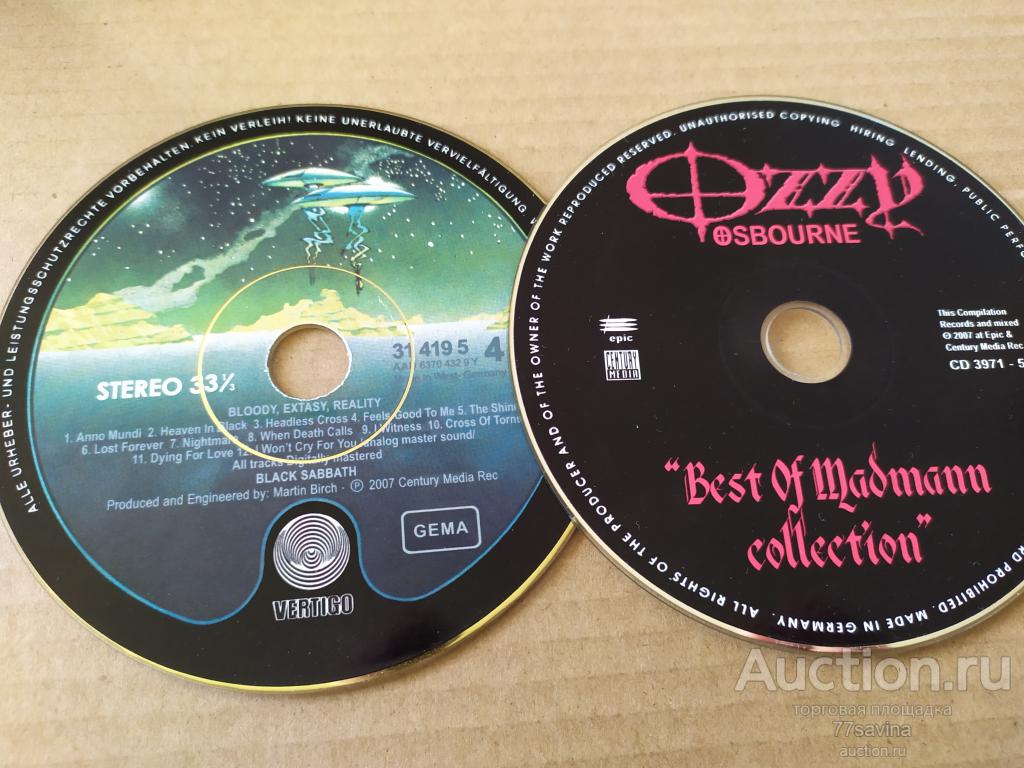 ALLE URHEBER- UND LEISTUNGSSCHUTZRECHTE VORBEHALTEN. KEIN VERLEIH! KEINE UNERLAUBTE VERVIELFÄLTIGUNG
31 419 5 4
STEREO 33⅓
BLOODY, EXTASY, REALITY
1. Anno Mundi 2. Heaven In Black 3. Headless Cross 4. Feels Good To Me 5. The Shin
6. Lost Forever 7. Nightmare 8. When Death Calls 9. I Witness 10. Cross Of
11. Dying For Love 12. I Won't Cry For You /analog master sound/
All tracks Digitally mastered
BLACK SABBATH
Produced and Engineered by: Martin Birch - ℗ 2007 Century Media Rec
GEMA
VERTIGO
ALL RIGHTS OF THE PRODUCER AND OF THE OWNER OF THE WORK REPRODUCED RESERVED. UNAUTHORISED COPYING HIRING, LENDING, PUBLIC
PROHIBITED. MADE IN GERMANY.
OZZY
OSBOURNE
epic
CENTURY
MEDIA
This Compilation
Records and mixed
℗ 2007 at Epic &
Century Media Rec.
CD 3971 - 5
"Best Of Madmann
collection"
Auction.ru
торговая площадка
77savina
auction.ru